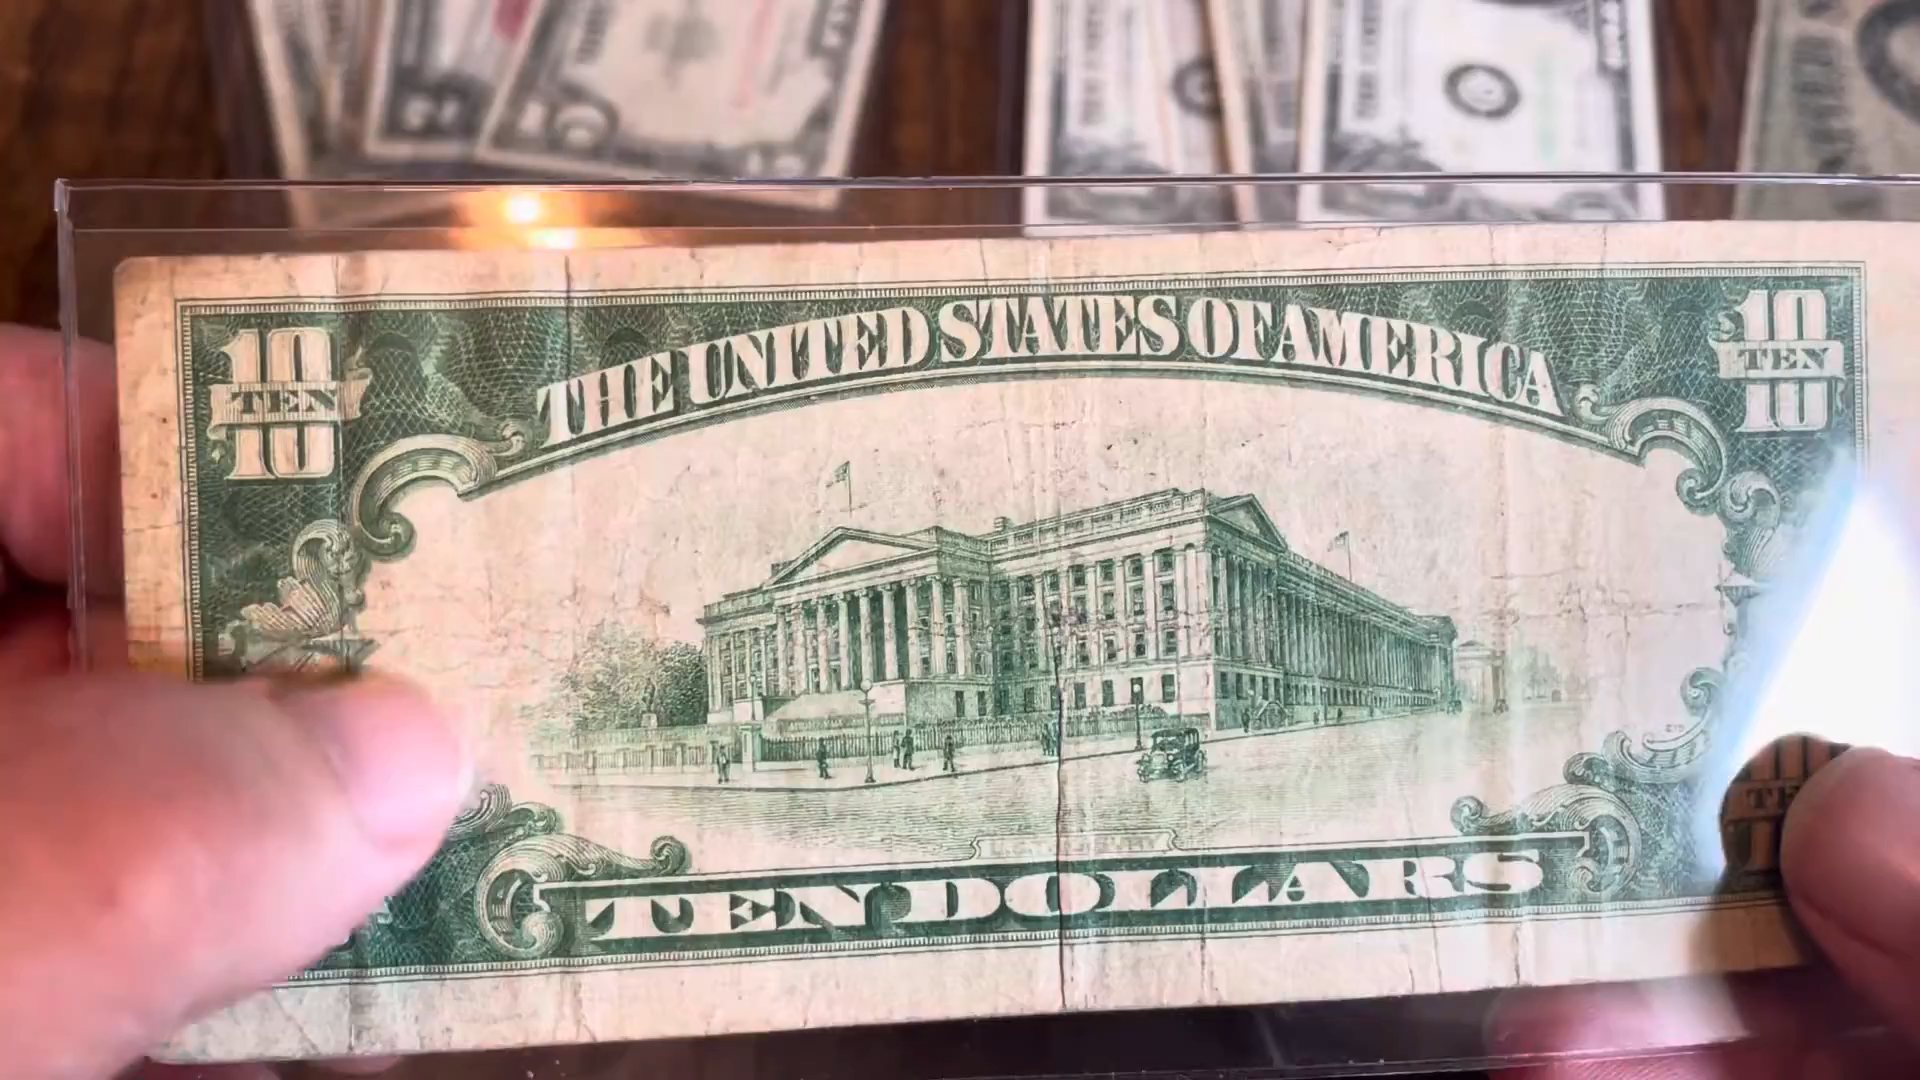 THE UNITED STATES OF AMERICA
10
TEN
10
10
TEN
10
TEN DOLLARS